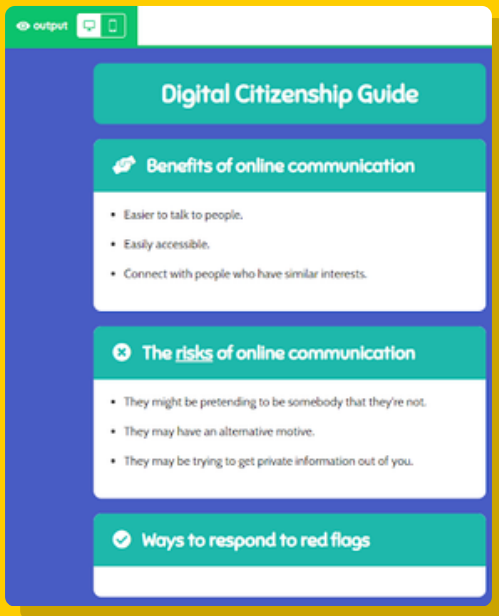 output
Digital Citizenship Guide
Benefits of online communication
• Easier to talk to people.
• Easily accessible.
• Connect with people who have similar interests.
The risks of online communication
• They might be pretending to be somebody that they're not.
• They may have an alternative motive.
• They may be trying to get private information out of you.
Ways to respond to red flags